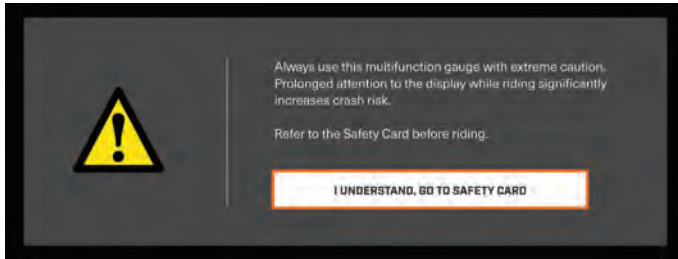 Always use this multifunction gauge with extreme caution.
Prolonged attention to the display while riding significantly
increases crash risk.
Refer to the Safety Card before riding.
I UNDERSTAND, GO TO SAFETY CARD